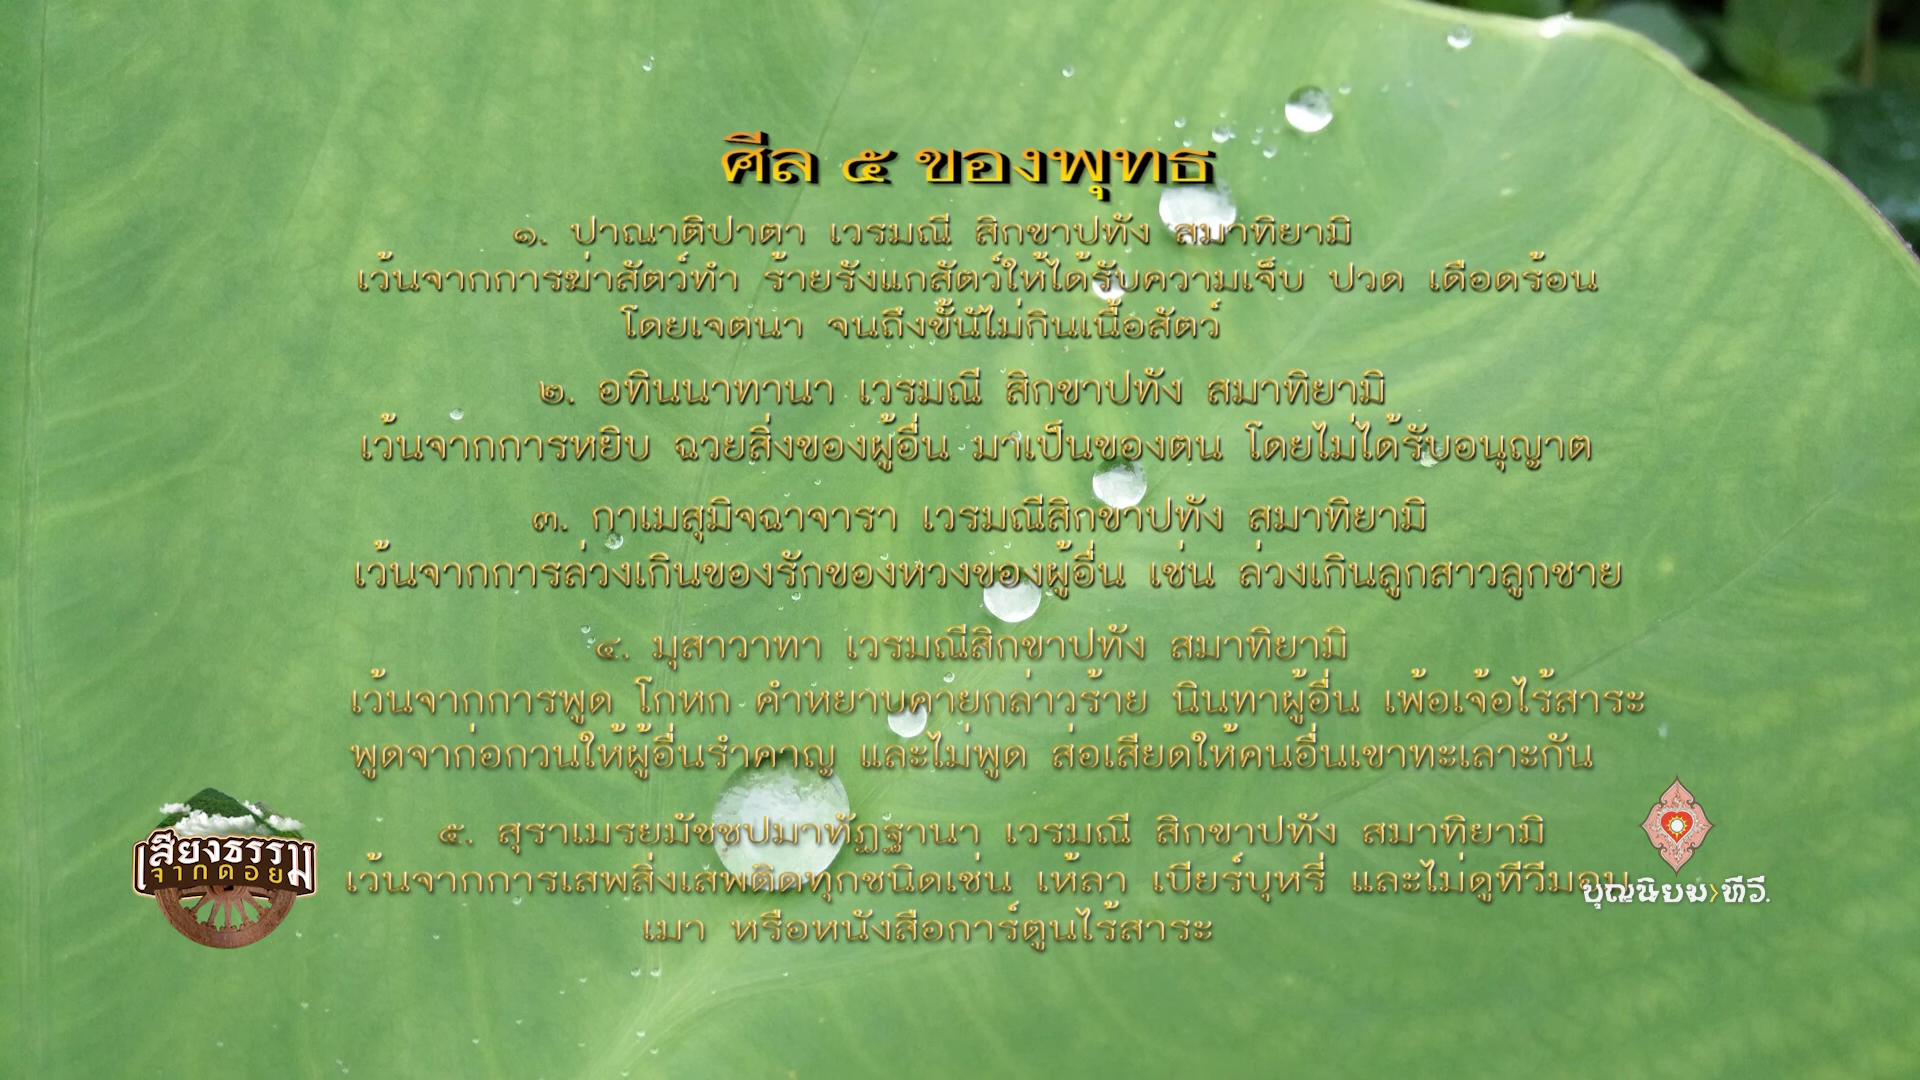 ศีล ๕ ของพุทธ
๑. ปาณาติปาตา เวรมณี สิกขาปทัง สมาทิยามิ
เว้นจากการฆ่าสัตว์ทำ ร้ายรังแกสัตว์ให้ได้รับความเจ็บ ปวด เดือดร้อน
โดยเจตนา จนถึงขั้นัไม่กินเนื้อสัตว์
๒. อทินนาทานา เวรมณี สิกขาปทัง สมาทิยามิ
เว้นจากการหยิบ ฉวยสิ่งของผู้อื่น มาเป็นของตน โดยไม่ได้รับอนุญาต
๓. กาเมสุมิจฉาจารา เวรมณีสิกขาปทัง สมาทิยามิ
เว้นจากการล่วงเกินของรักของหวงของผู้อื่น เช่น ล่วงเกินลูกสาวลูกชาย
๔. มุสาวาทา เวรมณีสิกขาปทัง สมาทิยามิ
เว้นจากการพูด โกหก คำหยาบคายกล่าวร้าย นินทาผู้อื่น เพ้อเจ้อไร้สาระ
พูดจาก่อกวนให้ผู้อื่นรำคาญ และไม่พูด ส่อเสียดให้คนอื่นเขาทะเลาะกัน
๕. สุราเมรยมัชชปมาทัฏฐานา เวรมณี สิกขาปทัง สมาทิยามิ
เว้นจากการเสพสิ่งเสพติดทุกชนิดเช่น เหล้า เบียร์บุหรี่ และไม่ดูทีวีมอม
เมา หรือหนังสือการ์ตูนไร้สาระ
เสียงธรรม
จากดอย
บุญนิยม>ทีวี.